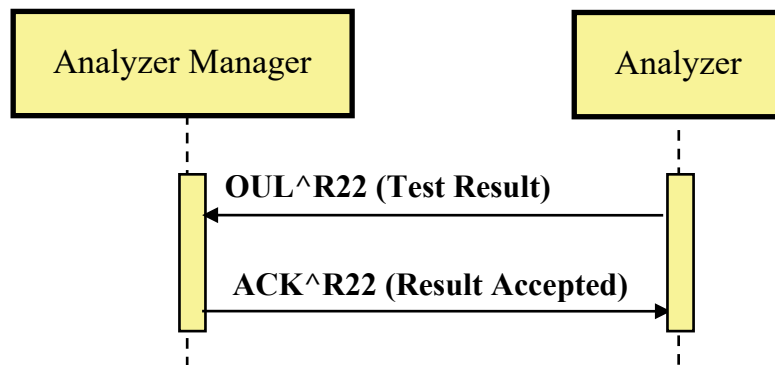 Analyzer Manager
Analyzer
OUL^R22 (Test Result)
ACK^R22 (Result Accepted)